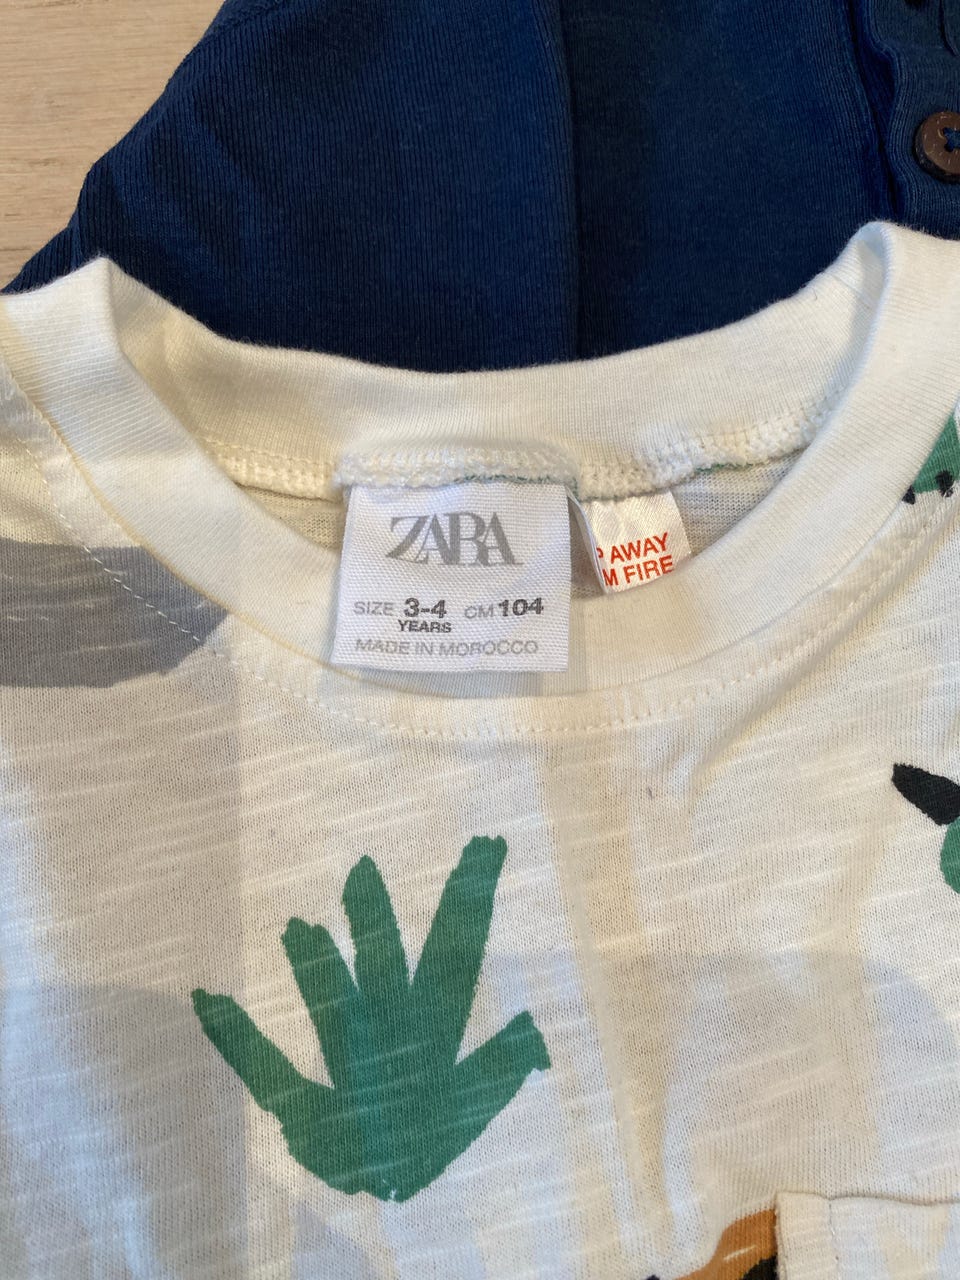 ZARA
SIZE 3-4 YEARS CM 104
MADE IN MOROCCO
AWAY
FIRE